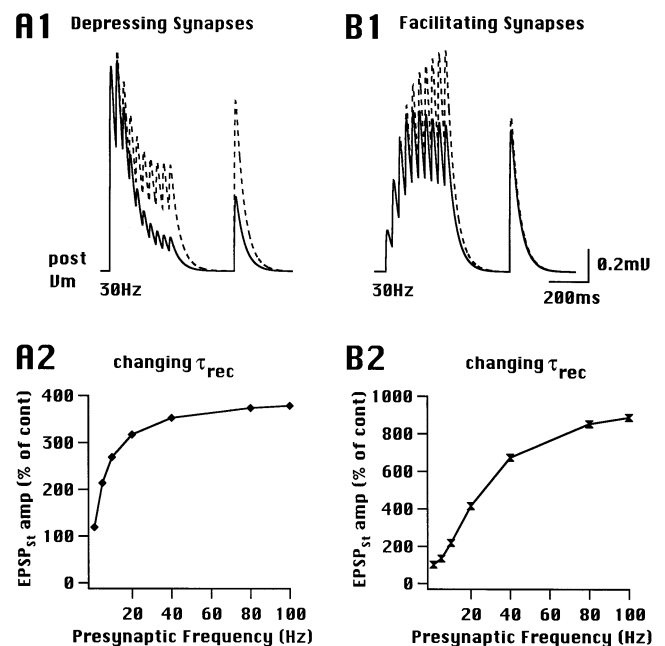 A1 Depressing Synapses
B1 Facilitating Synapses
post
Vm
30Hz
30Hz
0.2mV
200ms
A2
changing τrec
EPSPSt amp (% of cont)
400
300
200
100
0
20 40 60 80 100
Presynaptic Frequency (Hz)
B2
changing τrec
EPSPSt amp (% of cont)
1000
800
600
400
200
0
20 40 60 80 100
Presynaptic Frequency (Hz)